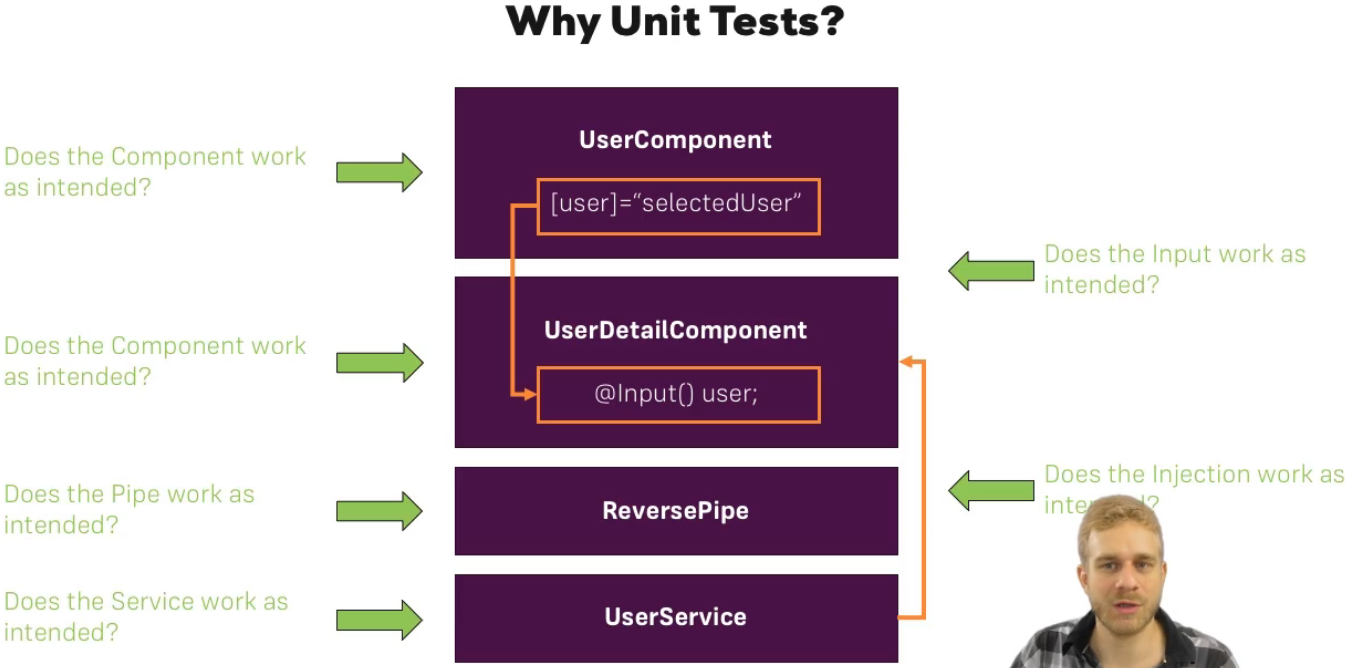 Why Unit Tests?
Does the Component work
as intended?
UserComponent
[user]=“selectedUser”
Does the Input work as
intended?
Does the Component work
as intended?
UserDetailComponent
@Input() user;
Does the Pipe work as
intended?
ReversePipe
Does the Injection work as
intended?
Does the Service work as
intended?
UserService